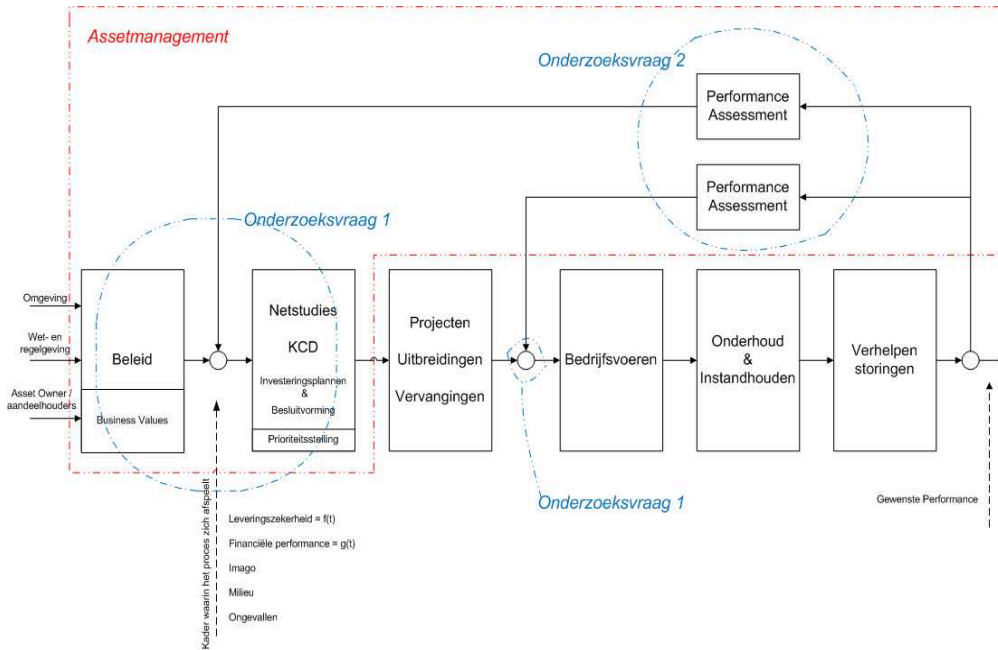 Assetmanagement
Onderzoeksvraag 2
Performance
Assessment
Performance
Assessment
Onderzoeksvraag 1
Omgeving
Wet- en
regelgeving
Asset Owner /
aandeelhouders
Beleid
Business Values
Netstudies
KCD
Investeringsplannen
&
Besluitvorming
Prioriteitsstelling
Projecten
Uitbreidingen
Vervangingen
Bedrijfsvoeren
Onderhoud
&
Instandhouden
Verhelpen
storingen
Onderzoeksvraag 1
Gewenste Performance
Kader waarin het proces zich afspeelt
Leveringszekerheid = f(t)
Financiële performance = g(t)
Imago
Milieu
Ongevallen